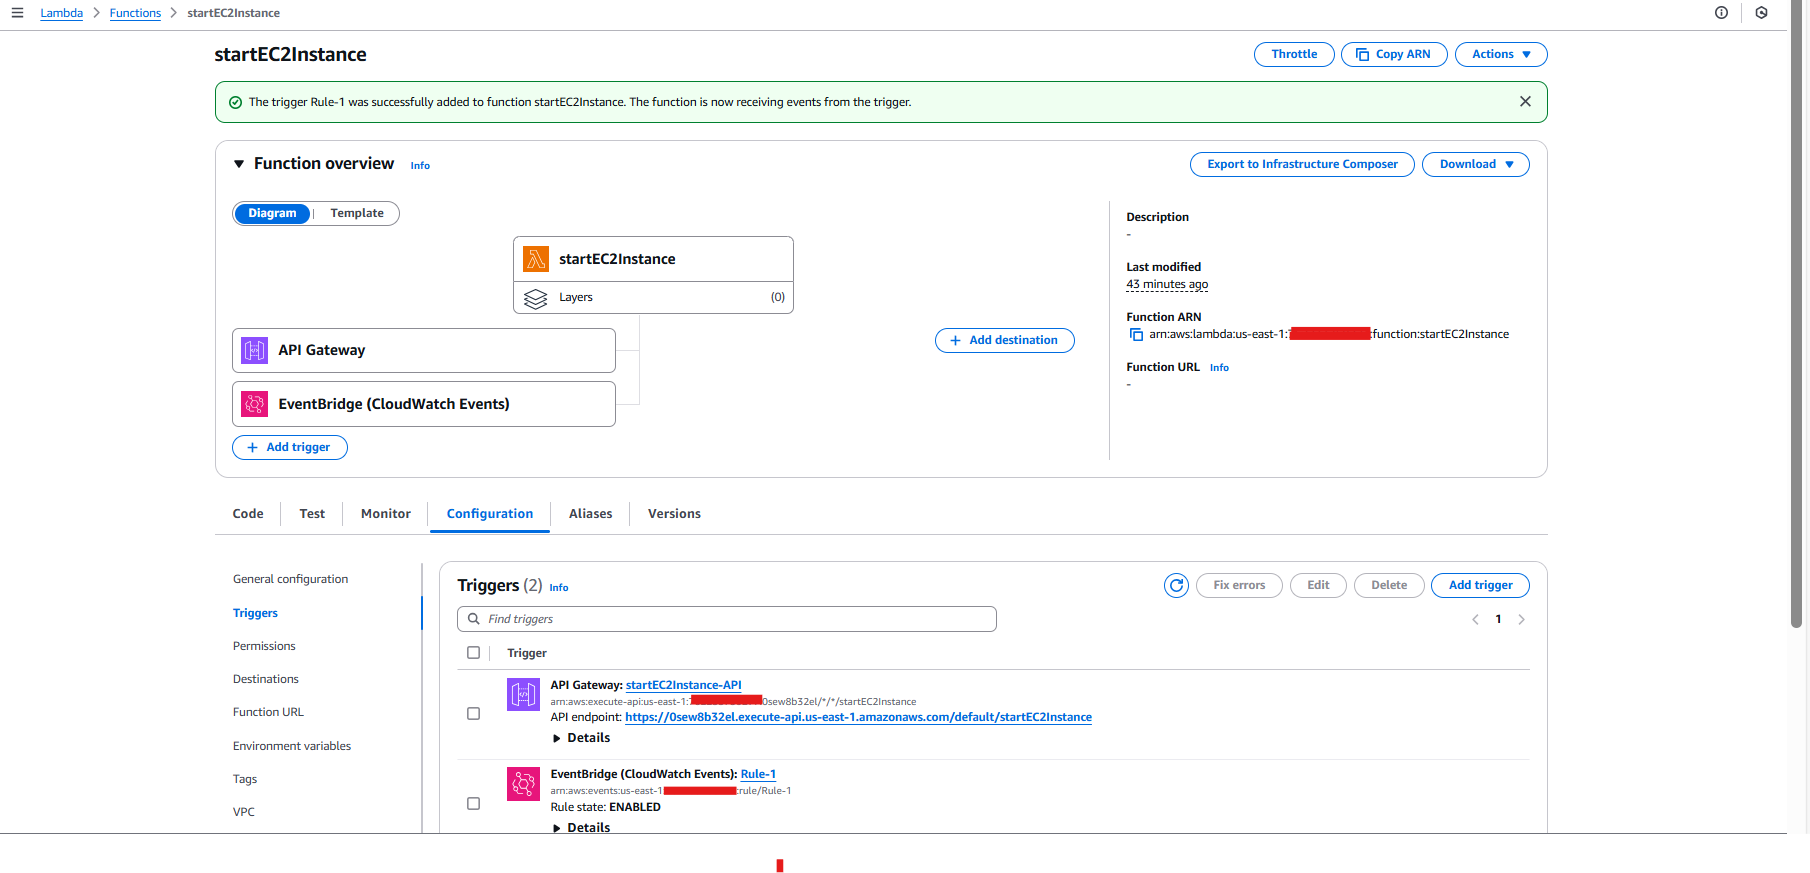 Lambda > Functions > startEC2Instance
startEC2Instance
Throttle Copy ARN Actions
The trigger Rule-1 was successfully added to function startEC2Instance. The function is now receiving events from the trigger.
Function overview Info
Export to Infrastructure Composer Download
Diagram Template
startEC2Instance
Layers (0)
API Gateway
EventBridge (CloudWatch Events)
+ Add trigger
+ Add destination
Description
-
Last modified
43 minutes ago
Function ARN
arn:aws:lambda:us-east-1: :function:startEC2Instance
Function URL Info
-
Code Test Monitor Configuration Aliases Versions
General configuration
Triggers
Permissions
Destinations
Function URL
Environment variables
Tags
VPC
Triggers (2) Info
Fix errors Edit Delete Add trigger
Find triggers
1
Trigger
API Gateway: startEC2Instance-API
arn:aws:execute-api:us-east-1: 0sew8b32el/*/*/startEC2Instance
API endpoint: https://0sew8b32el.execute-api.us-east-1.amazonaws.com/default/startEC2Instance
Details
EventBridge (CloudWatch Events): Rule-1
arn:aws:events:us-east-1 :rule/Rule-1
Rule state: ENABLED
Details